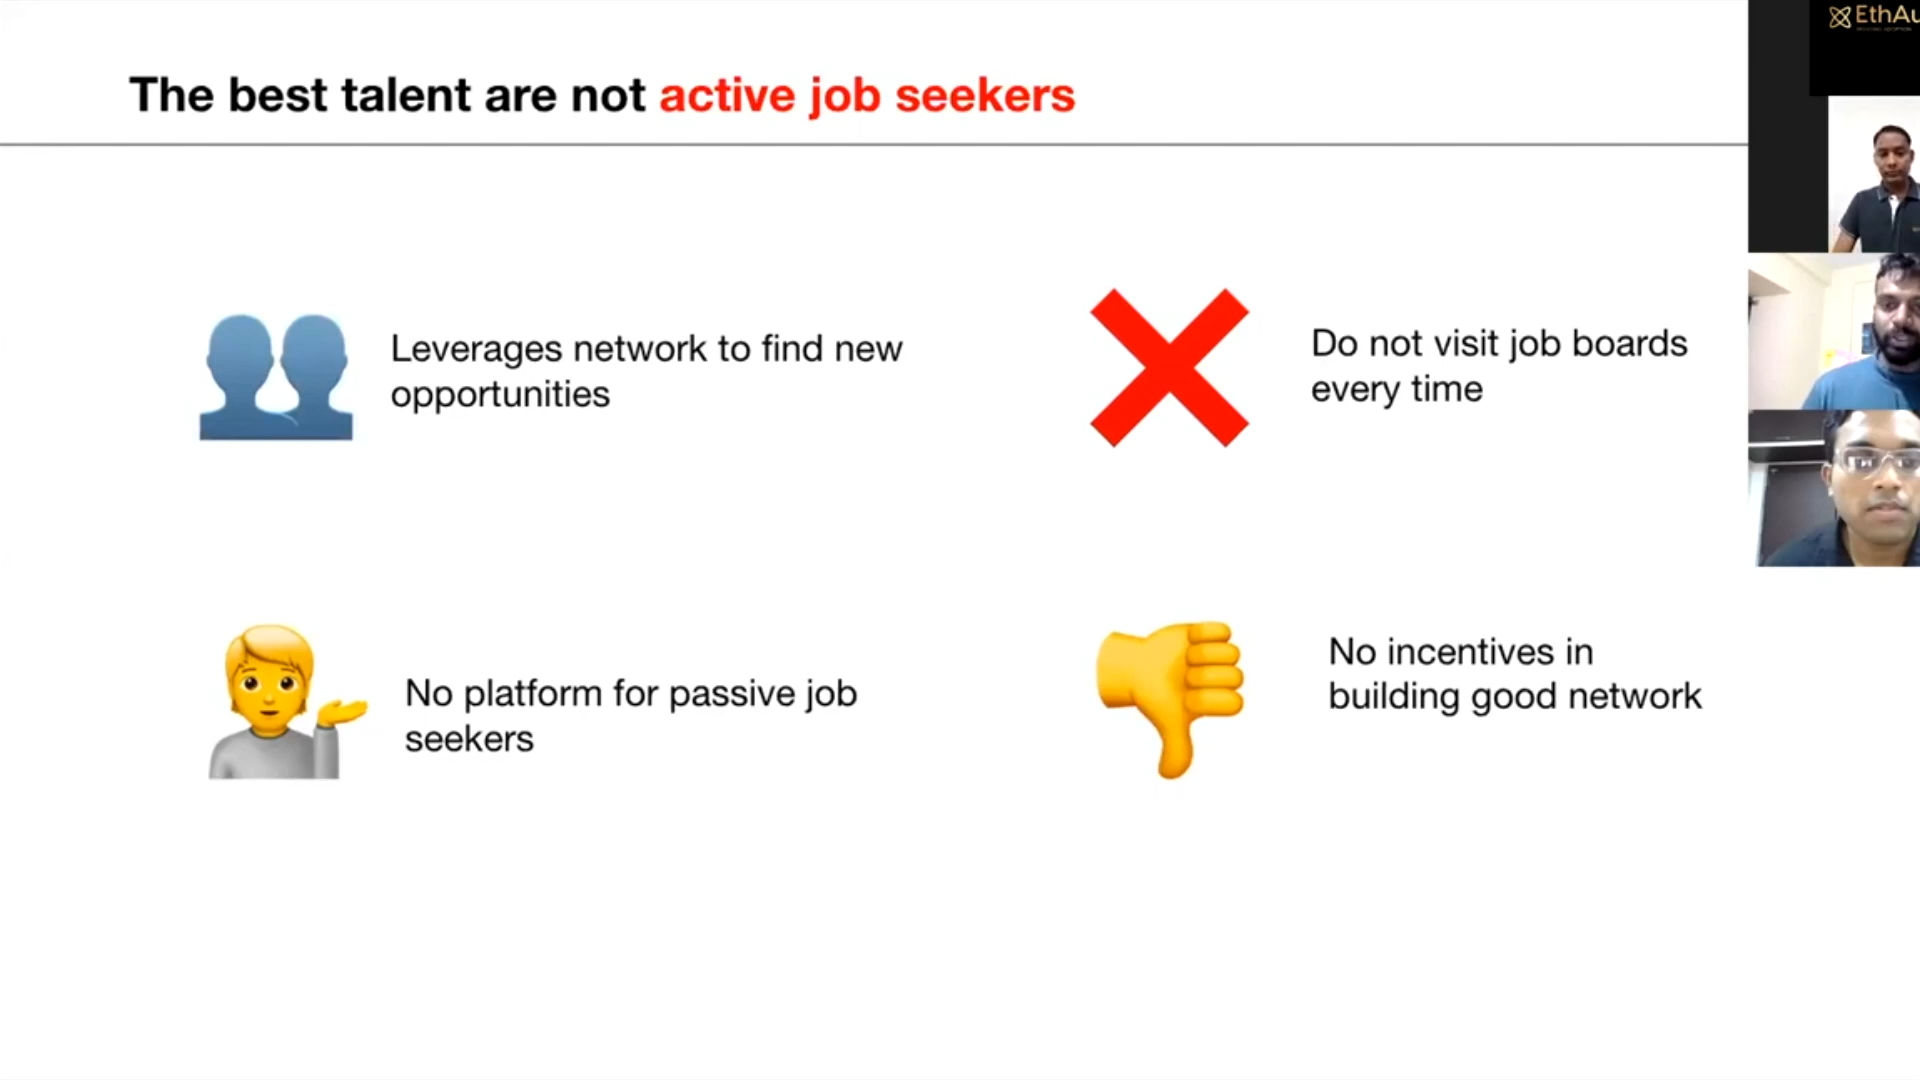 The best talent are not active job seekers
Leverages network to find new
opportunities
Do not visit job boards
every time
No platform for passive job
seekers
No incentives in
building good network
EthAu